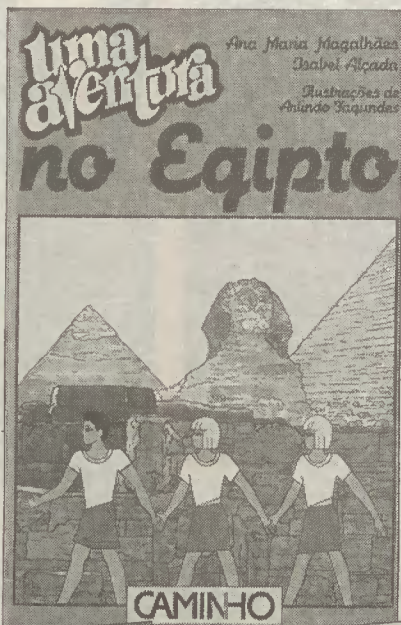 uma
aventura
Ana Maria Magalhães
Isabel Alçada
Ilustrações de
Arlindo Fagundes
no Egipto
CAMINHO